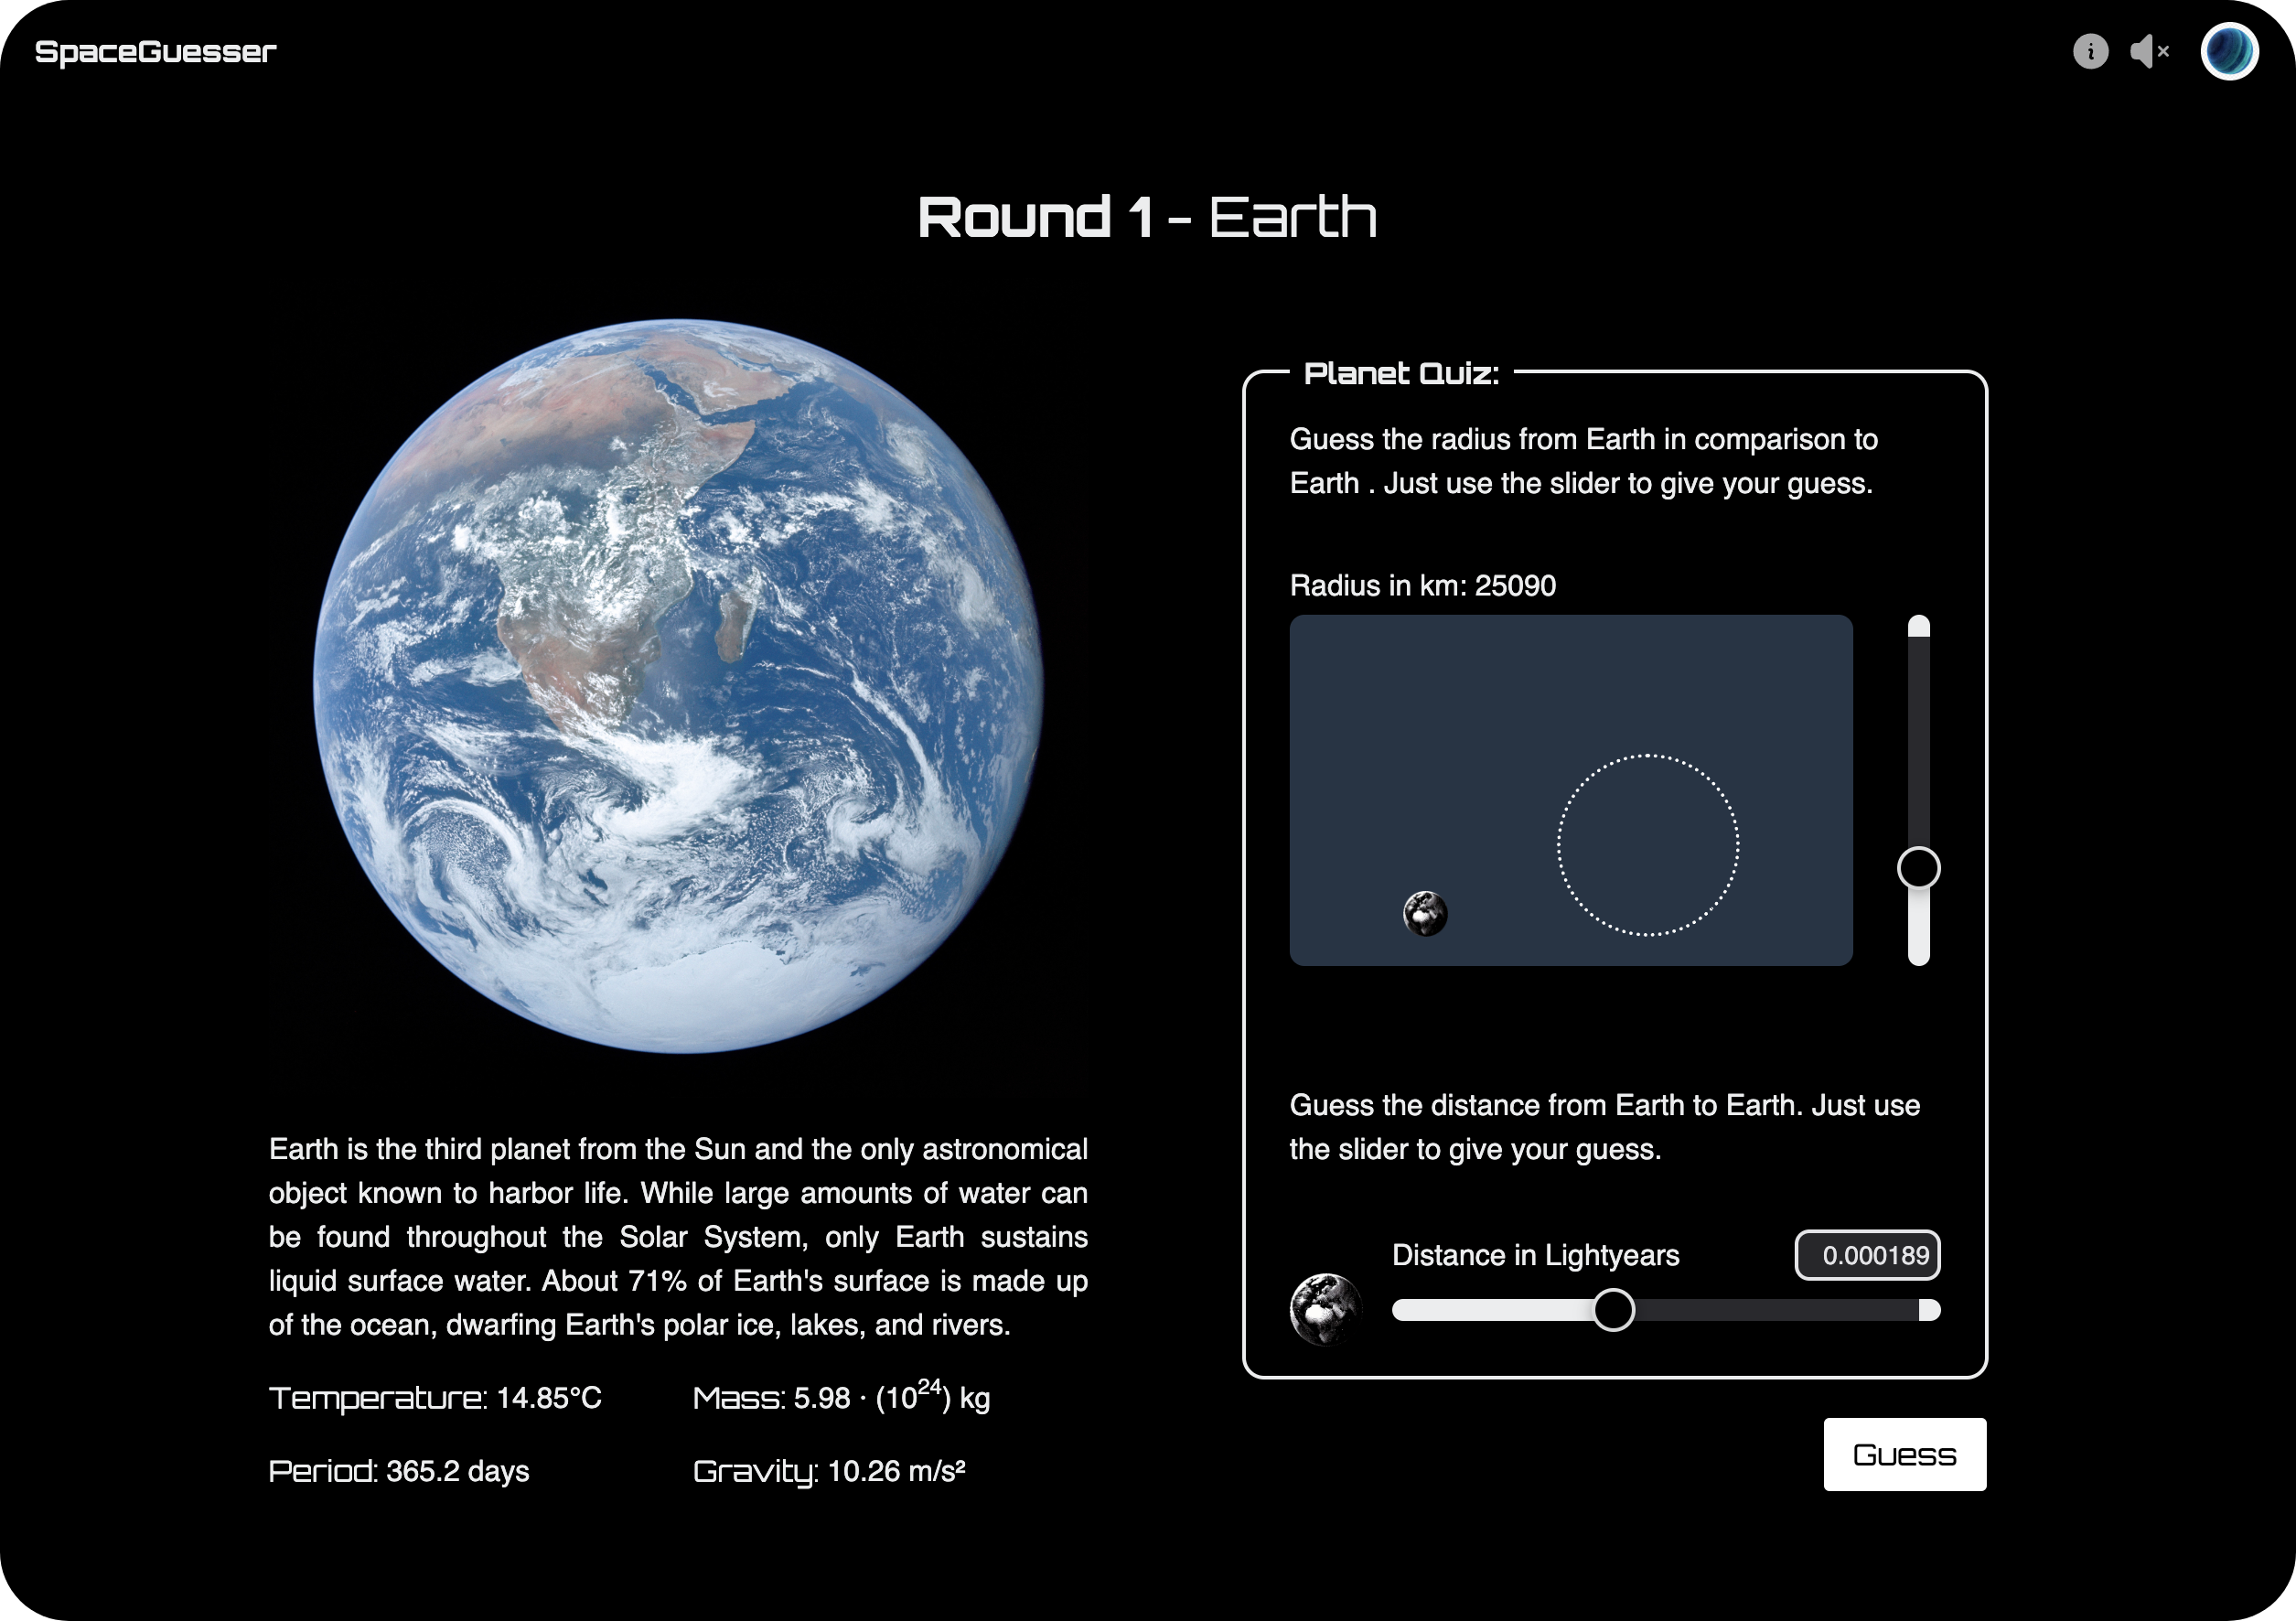 SpaceGuesser
Round 1 - Earth
Earth is the third planet from the Sun and the only astronomical
object known to harbor life. While large amounts of water can
be found throughout the Solar System, only Earth sustains
liquid surface water. About 71% of Earth's surface is made up
of the ocean, dwarfing Earth's polar ice, lakes, and rivers.
Temperature: 14.85°C
Mass: 5.98 · (10²⁴) kg
Period: 365.2 days
Gravity: 10.26 m/s²
Planet Quiz:
Guess the radius from Earth in comparison to
Earth . Just use the slider to give your guess.
Radius in km: 25090
Guess the distance from Earth to Earth. Just use
the slider to give your guess.
Distance in Lightyears
0.000189
Guess